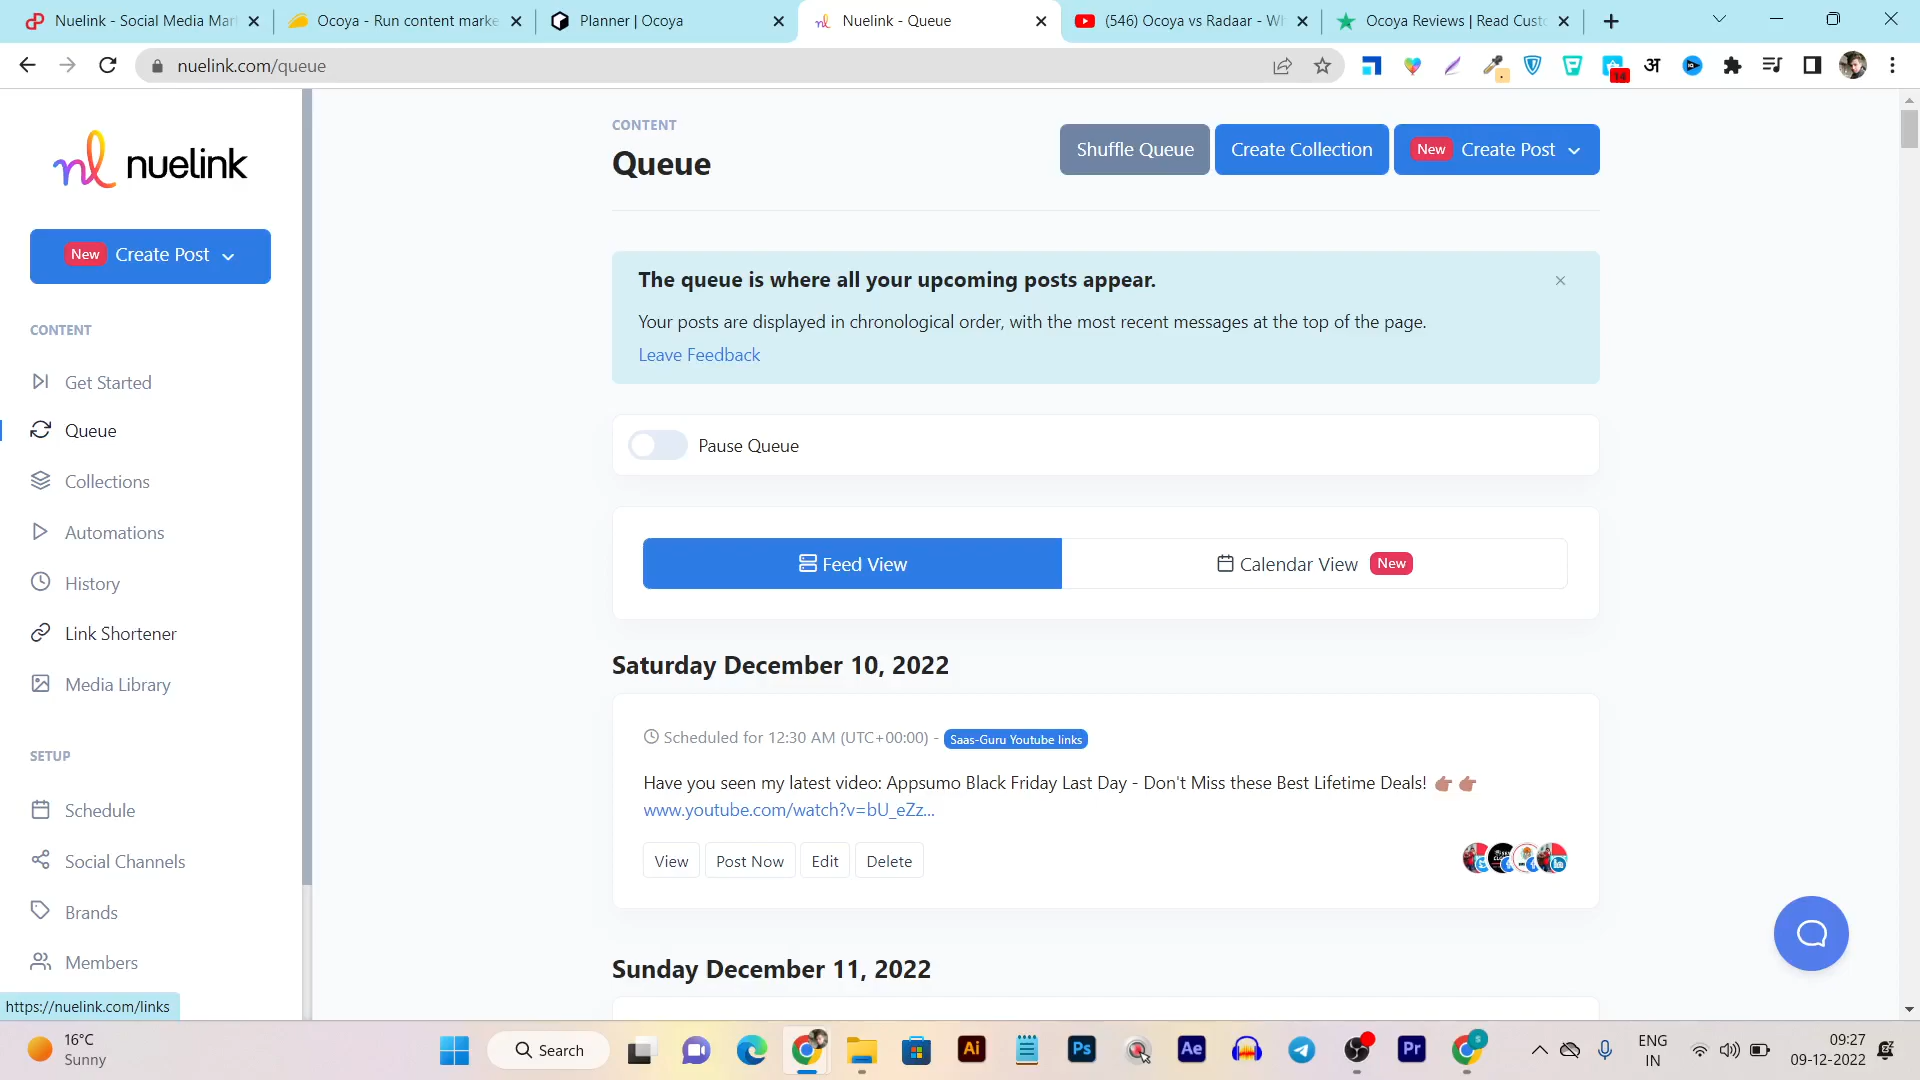 Nuelink - Social Media Mar
Ocoya - Run content marke
Planner | Ocoya
Nuelink - Queue
(546) Ocoya vs Radaar - Wh
Ocoya Reviews | Read Custo
nuelink.com/queue
14
अ
nuelink
New Create Post
CONTENT
Get Started
Queue
Collections
Automations
History
Link Shortener
Media Library
SETUP
Schedule
Social Channels
Brands
Members
https://nuelink.com/links
CONTENT
Queue
Shuffle Queue
Create Collection
New Create Post
The queue is where all your upcoming posts appear.
Your posts are displayed in chronological order, with the most recent messages at the top of the page.
Leave Feedback
Pause Queue
Feed View
Calendar View New
Saturday December 10, 2022
Scheduled for 12:30 AM (UTC+00:00) - Saas-Guru Youtube links
Have you seen my latest video: Appsumo Black Friday Last Day - Don't Miss these Best Lifetime Deals! 👉🏽 👉🏽
www.youtube.com/watch?v=bU_eZz...
View
Post Now
Edit
Delete
Sunday December 11, 2022
16°C
Sunny
Search
Ai
Ps
Ae
Pr
S
ENG
IN
09:27
09-12-2022